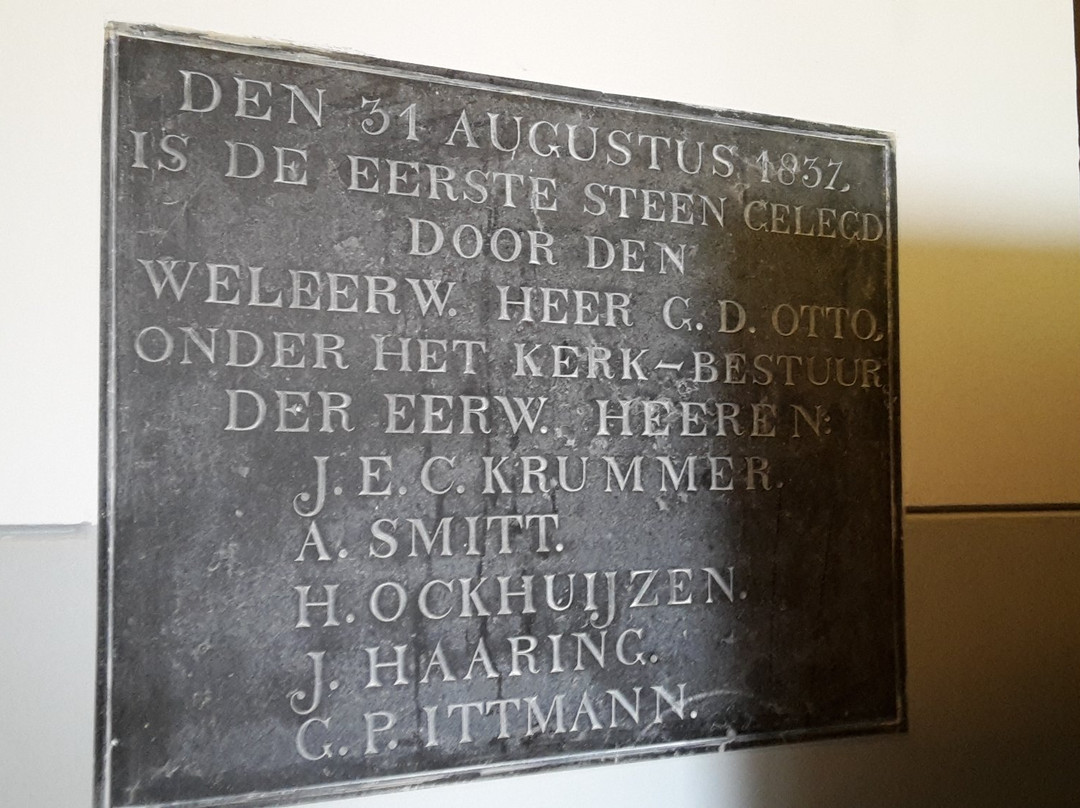 DEN 31 AUGUSTUS 1837,
IS DE EERSTE STEEN GELEGD
DOOR DEN
WELEERW. HEER G. D. OTTO,
ONDER HET KERK-BESTUUR
DER EERW. HEEREN:
J. E. C. KRUMMER.
A. SMITT.
H. OCKHUIJZEN.
J. HAARING.
G. P. ITTMANN.